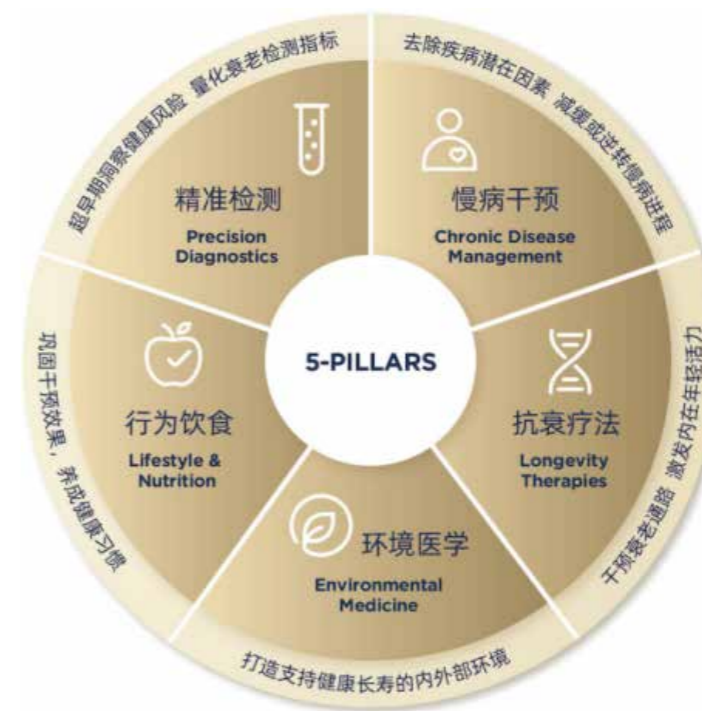 超早期洞察健康风险 量化衰老检测指标
去除疾病潜在因素 减缓或逆转慢病进程
精准检测
Precision
Diagnostics
慢病干预
Chronic Disease
Management
5-PILLARS
行为饮食
Lifestyle &
Nutrition
抗衰疗法
Longevity
Therapies
环境医学
Environmental
Medicine
巩固干预效果，养成健康习惯
干预衰老通路 激发内在年轻活力
打造支持健康长寿的内外部环境